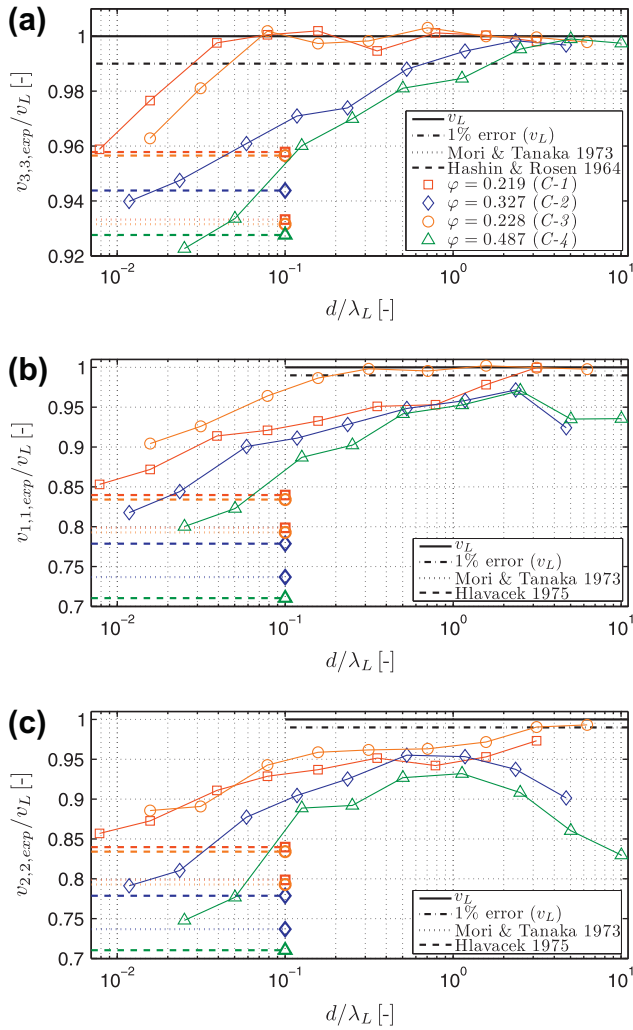 (a)
1
0.98
0.96
0.94
0.92
v3,3,exp/vL [-]
vL
1% error (vL)
Mori & Tanaka 1973
Hashin & Rosen 1964
φ = 0.219 (C-1)
φ = 0.327 (C-2)
φ = 0.228 (C-3)
φ = 0.487 (C-4)
10⁻² 10⁻¹ 10⁰ 10¹
d/λL [-]
(b)
1
0.95
0.9
0.85
0.8
0.75
0.7
v1,1,exp/vL [-]
vL
1% error (vL)
Mori & Tanaka 1973
Hlavacek 1975
10⁻² 10⁻¹ 10⁰ 10¹
d/λL [-]
(c)
1
0.95
0.9
0.85
0.8
0.75
0.7
v2,2,exp/vL [-]
vL
1% error (vL)
Mori & Tanaka 1973
Hlavacek 1975
10⁻² 10⁻¹ 10⁰ 10¹
d/λL [-]